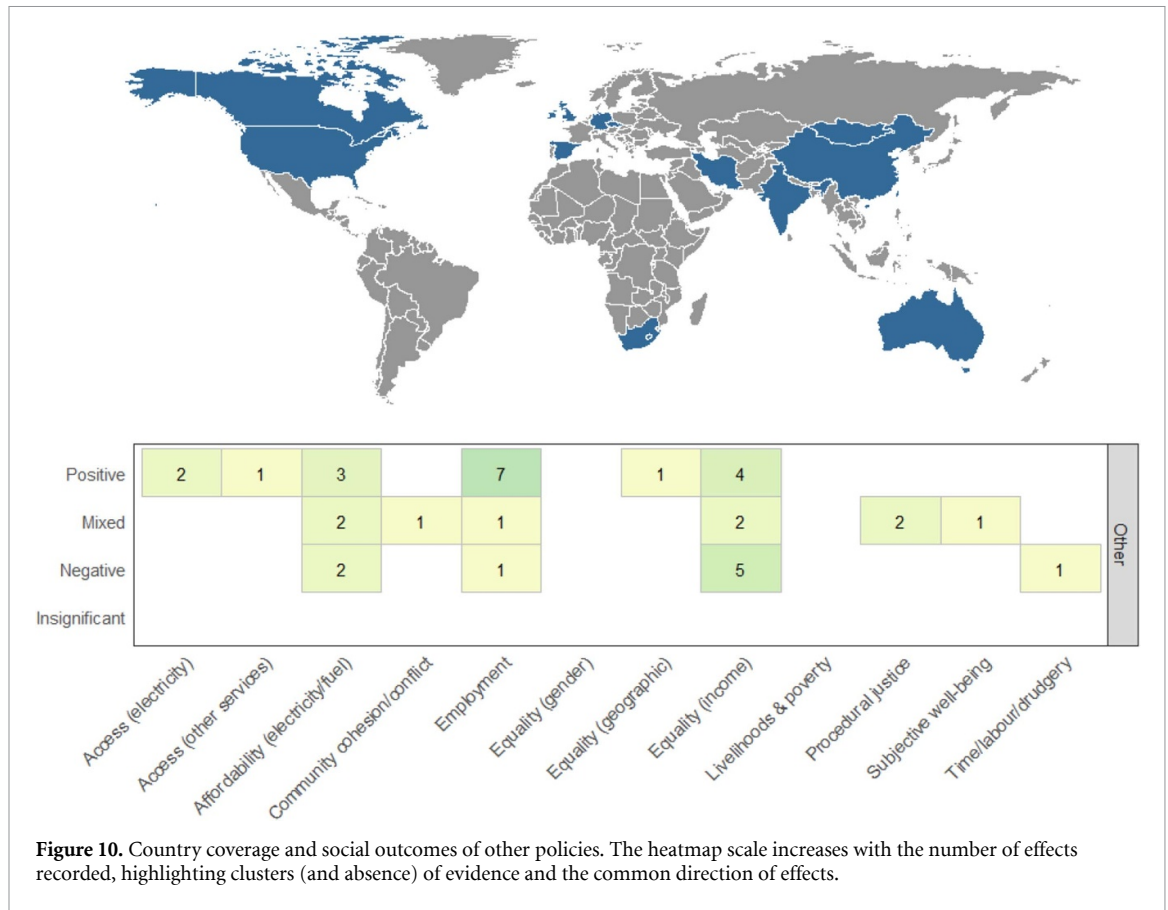 Positive 2 1 3 7 1 4
Mixed 2 1 1 2 2 1
Negative 2 1 5 1
Insignificant
Other
Access (electricity)
Access (other services)
Affordability (electricity/fuel)
Community cohesion/conflict
Employment
Equality (gender)
Equality (geographic)
Equality (income)
Livelihoods & poverty
Procedural justice
Subjective well-being
Time/labour/drudgery
Figure 10. Country coverage and social outcomes of other policies. The heatmap scale increases with the number of effects
recorded, highlighting clusters (and absence) of evidence and the common direction of effects.